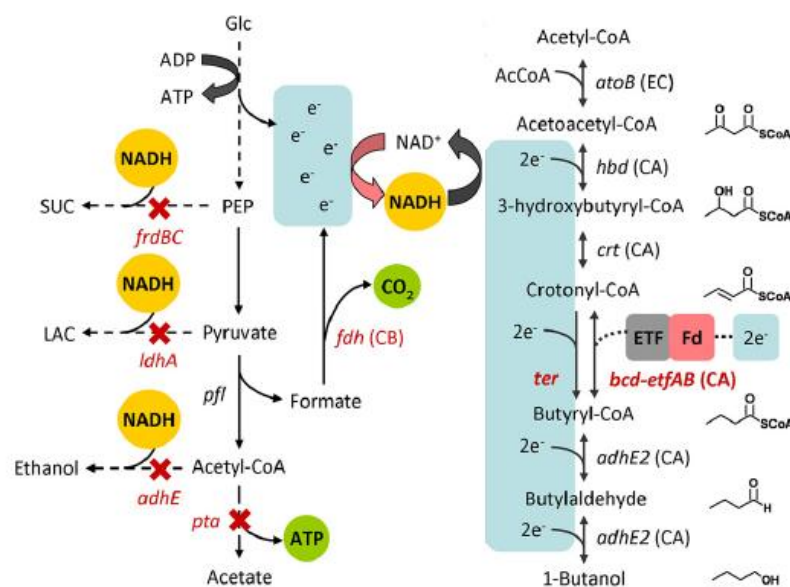 Glc
ADP
ATP
e⁻
e⁻
e⁻
e⁻
e⁻
e⁻
NAD⁺
NADH
NADH
SUC
PEP
frdBC
NADH
LAC
Pyruvate
ldhA
CO₂
fdh (CB)
pfl
Formate
NADH
Ethanol
Acetyl-CoA
adhE
pta
ATP
Acetate
Acetyl-CoA
AcCoA
atoB (EC)
Acetoacetyl-CoA
O O
SCoA
2e⁻
hbd (CA)
3-hydroxybutyryl-CoA
OH O
SCoA
crt (CA)
Crotonyl-CoA
O
SCoA
2e⁻
ETF Fd 2e⁻
ter
bcd-etfAB (CA)
Butyryl-CoA
O
SCoA
2e⁻
adhE2 (CA)
Butylaldehyde
O
H
2e⁻
adhE2 (CA)
1-Butanol
OH